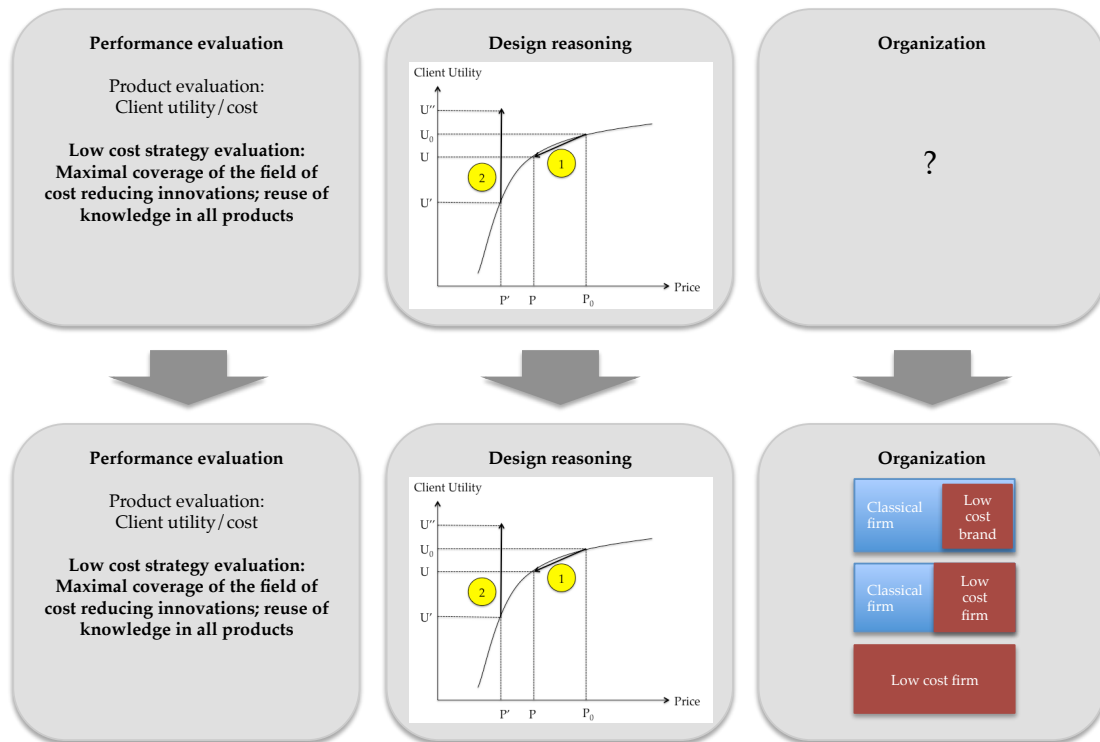 Performance evaluation
Product evaluation:
Client utility/cost
Low cost strategy evaluation:
Maximal coverage of the field of
cost reducing innovations; reuse of
knowledge in all products
Design reasoning
Client Utility
U''
U₀
U
U'
1
2
P'
P
P₀
Price
Organization
?
Performance evaluation
Product evaluation:
Client utility/cost
Low cost strategy evaluation:
Maximal coverage of the field of
cost reducing innovations; reuse of
knowledge in all products
Design reasoning
Client Utility
U''
U₀
U
U'
1
2
P'
P
P₀
Price
Organization
Classical
firm
Low
cost
brand
Classical
firm
Low
cost
firm
Low cost firm